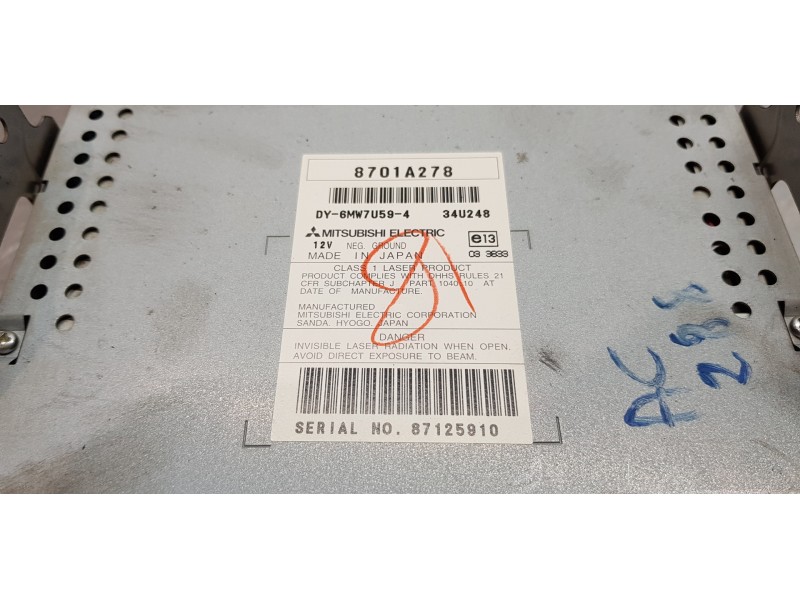 8701A278
DY-6MW7U59-4 34U248
MITSUBISHI ELECTRIC e13
12V NEG. GROUND 03 3833
MADE IN JAPAN
CLASS 1 LASER PRODUCT
PRODUCT COMPLIES WITH DHHS RULES 21
CFR SUBCHAPTER J, PART 1040.10 AT
DATE OF MANUFACTURE.
MANUFACTURED
MITSUBISHI ELECTRIC CORPORATION
SANDA, HYOGO, JAPAN
DANGER
INVISIBLE LASER RADIATION WHEN OPEN.
AVOID DIRECT EXPOSURE TO BEAM.
SERIAL NO. 87125910
AC